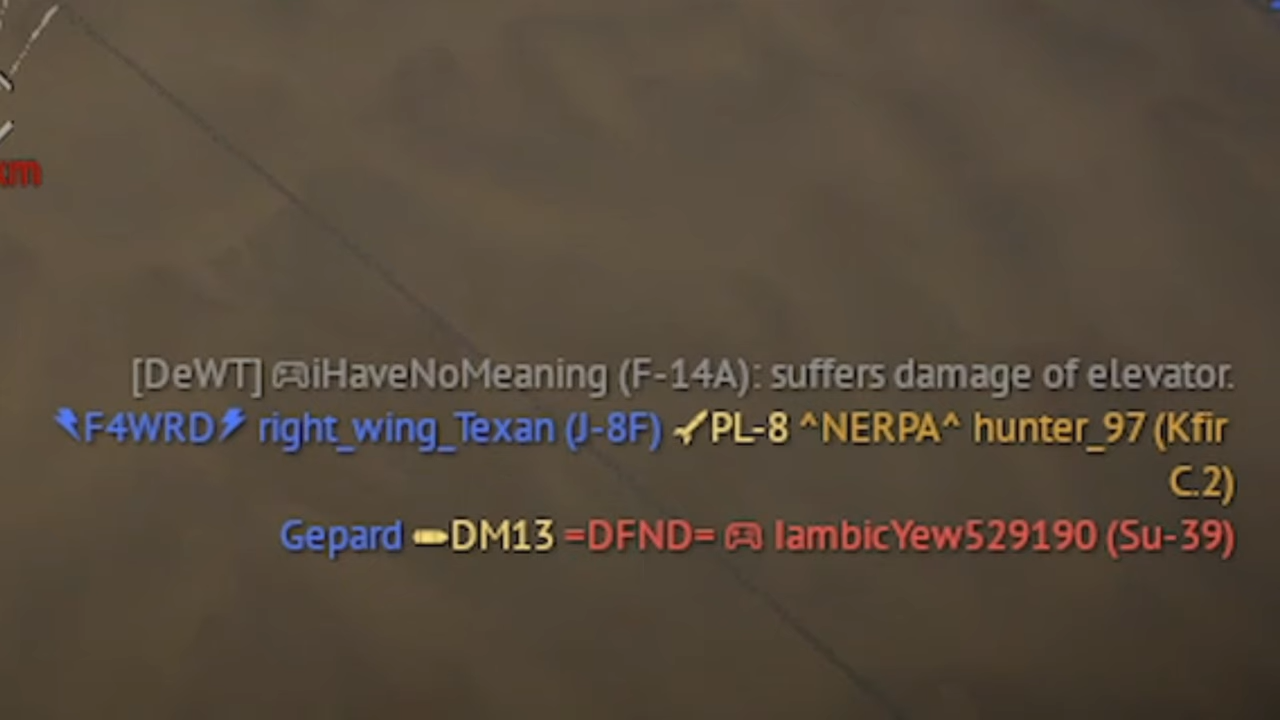 km
[DeWT] iHaveNoMeaning (F-14A): suffers damage of elevator.
F4WRD right_wing_Texan (J-8F) PL-8 ^NERPA^ hunter_97 (Kfir
C.2)
Gepard DM13 =DFND= IambicYew529190 (Su-39)